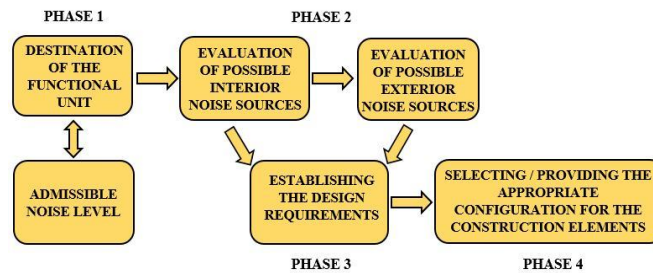 PHASE 1
PHASE 2
DESTINATION
OF THE
FUNCTIONAL
UNIT
EVALUATION
OF POSSIBLE
INTERIOR
NOISE SOURCES
EVALUATION
OF POSSIBLE
EXTERIOR
NOISE SOURCES
ADMISSIBLE
NOISE LEVEL
ESTABLISHING
THE DESIGN
REQUIREMENTS
SELECTING / PROVIDING THE
APPROPRIATE
CONFIGURATION FOR THE
CONSTRUCTION ELEMENTS
PHASE 3
PHASE 4